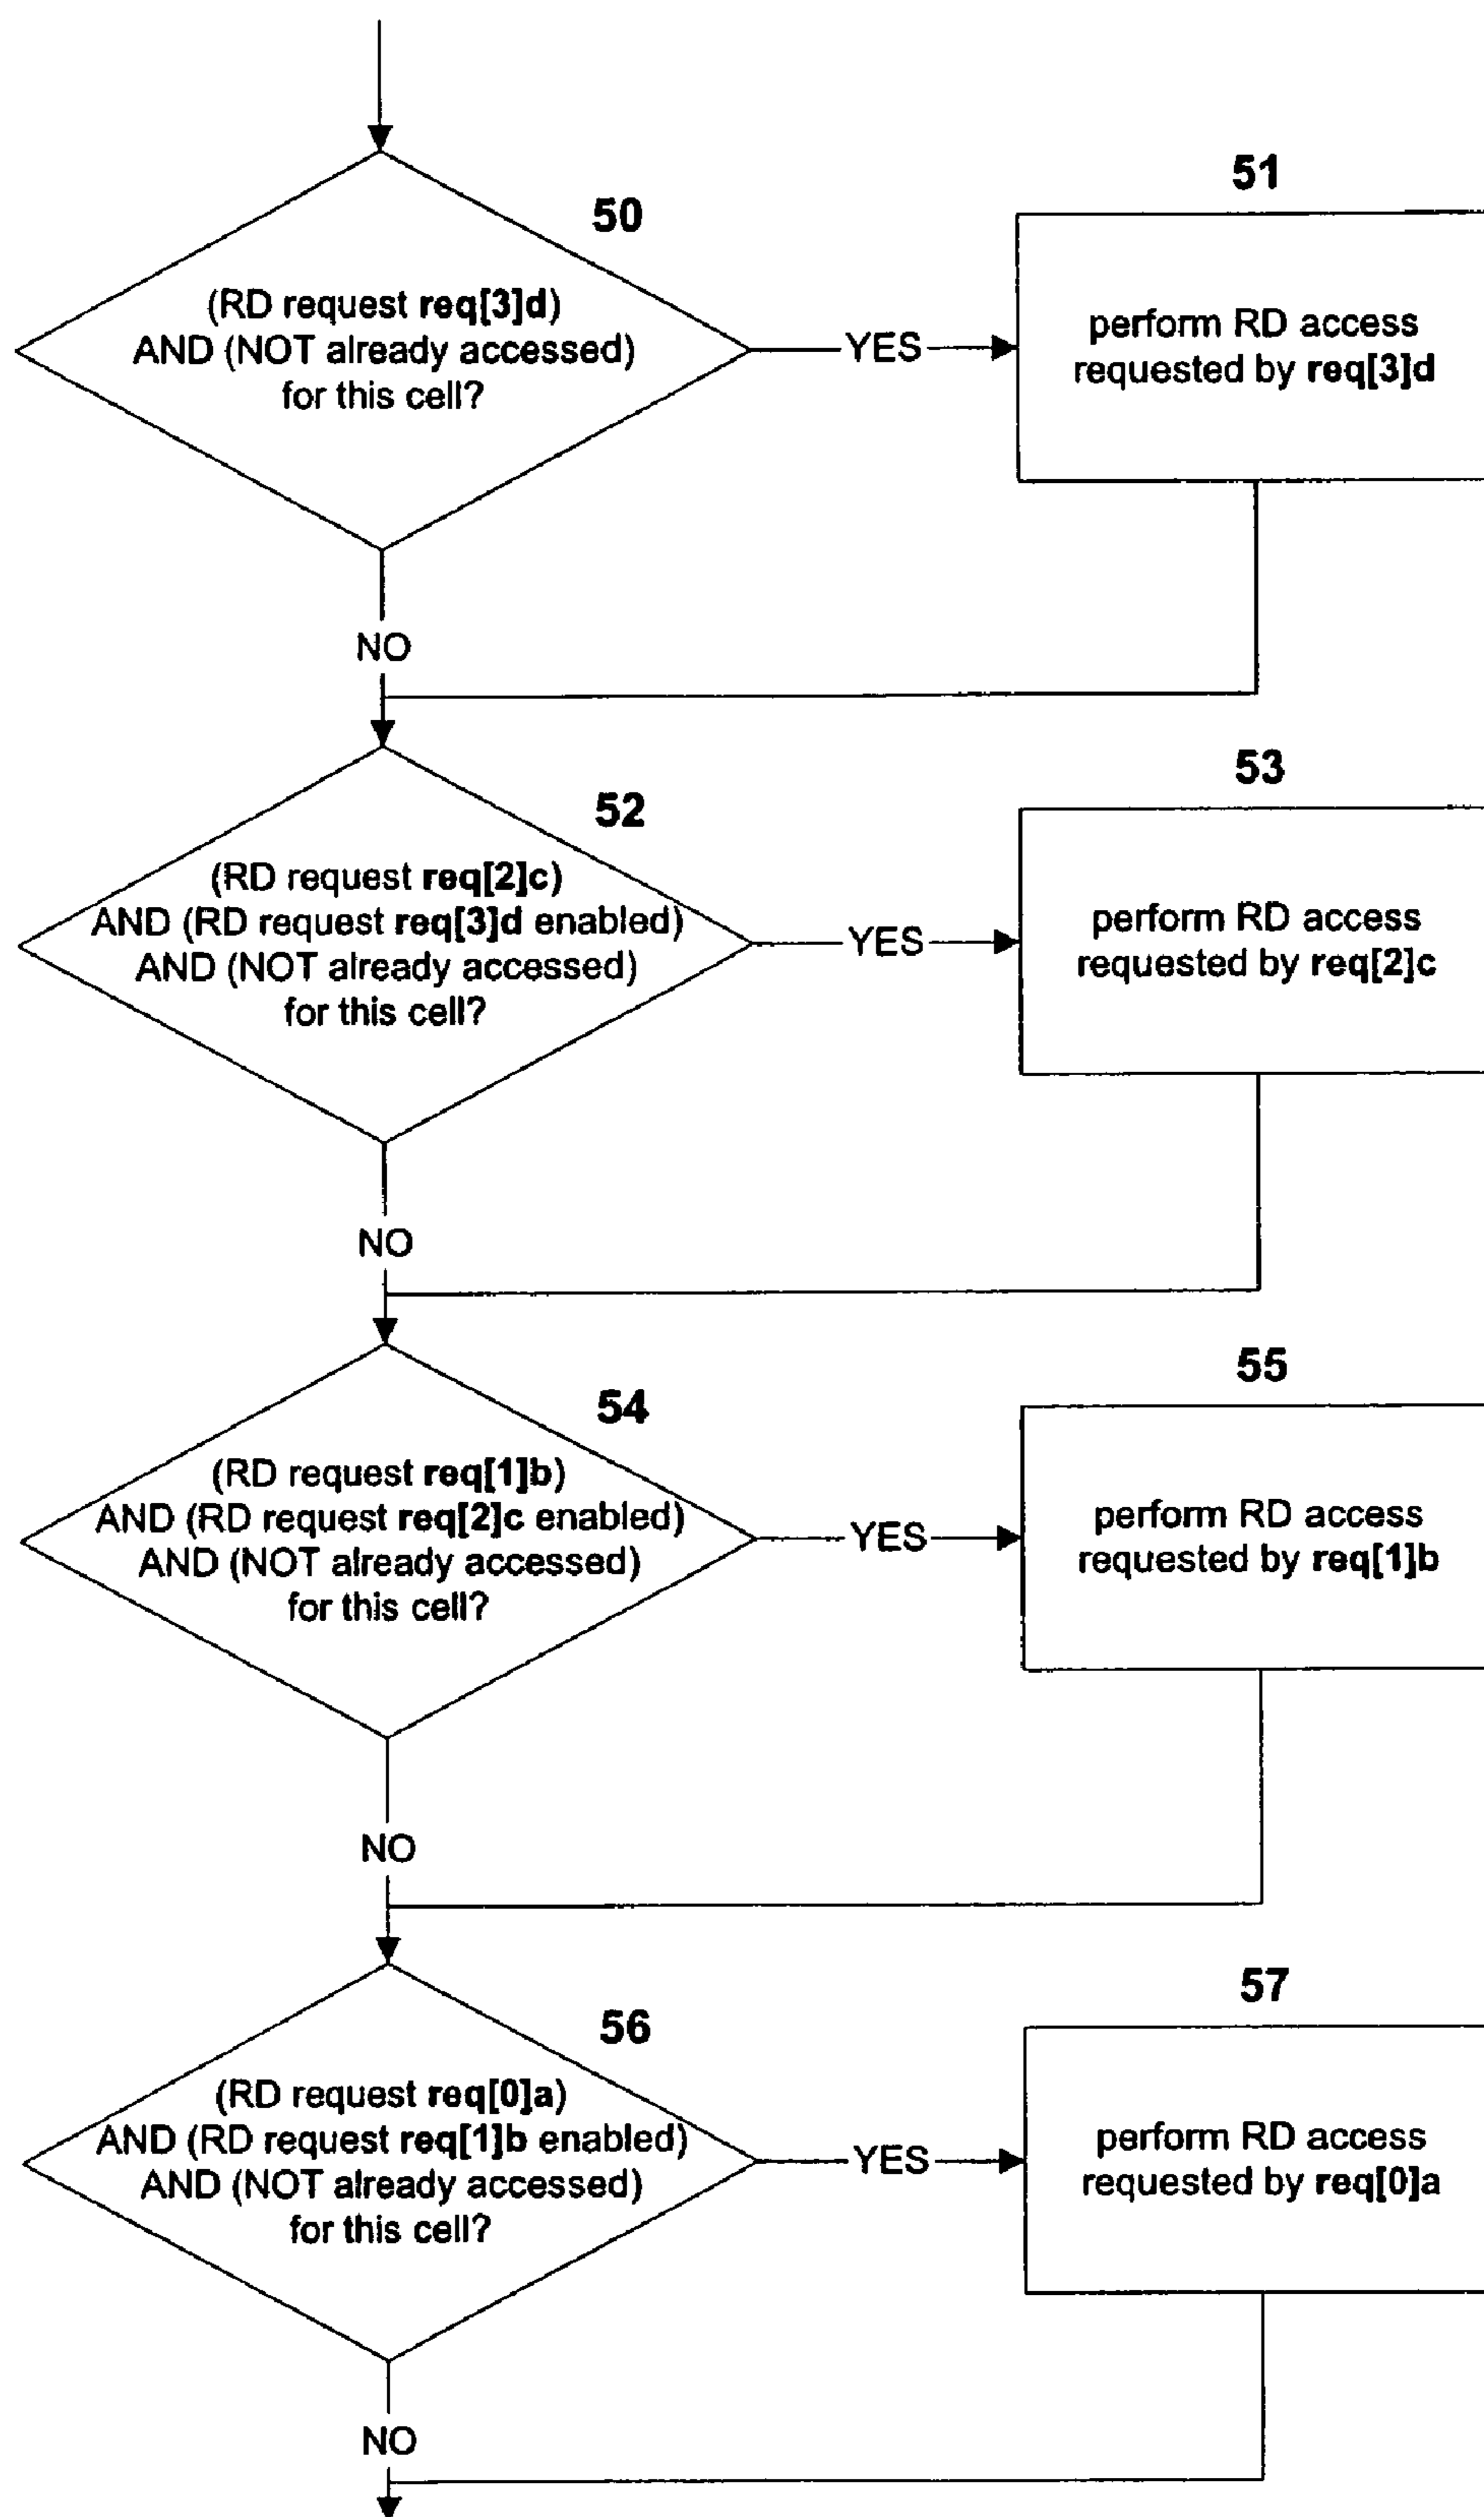 50
(RD request req[3]d)
AND (NOT already accessed)
for this cell?
YES
51
perform RD access
requested by req[3]d
NO
52
(RD request req[2]c)
AND (RD request req[3]d enabled)
AND (NOT already accessed)
for this cell?
YES
53
perform RD access
requested by req[2]c
NO
54
(RD request req[1]b)
AND (RD request req[2]c enabled)
AND (NOT already accessed)
for this cell?
YES
55
perform RD access
requested by req[1]b
NO
56
(RD request req[0]a)
AND (RD request req[1]b enabled)
AND (NOT already accessed)
for this cell?
YES
57
perform RD access
requested by req[0]a
NO